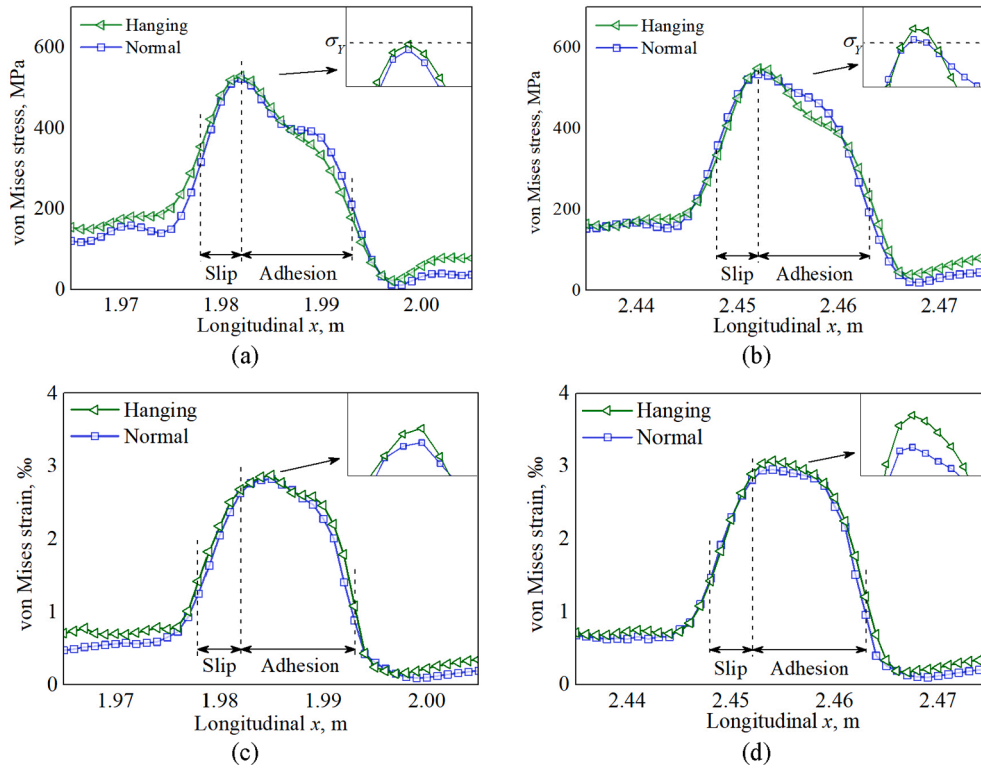 Hanging
Normal
σY
600
400
200
0
von Mises stress, MPa
Slip
Adhesion
1.97
1.98
1.99
2.00
Longitudinal x, m
(a)
Hanging
Normal
σY
600
400
200
0
von Mises stress, MPa
Slip
Adhesion
2.44
2.45
2.46
2.47
Longitudinal x, m
(b)
Hanging
Normal
4
3
2
1
0
von Mises strain, ‰
Slip
Adhesion
1.97
1.98
1.99
2.00
Longitudinal x, m
(c)
Hanging
Normal
4
3
2
1
0
von Mises strain, ‰
Slip
Adhesion
2.44
2.45
2.46
2.47
Longitudinal x, m
(d)